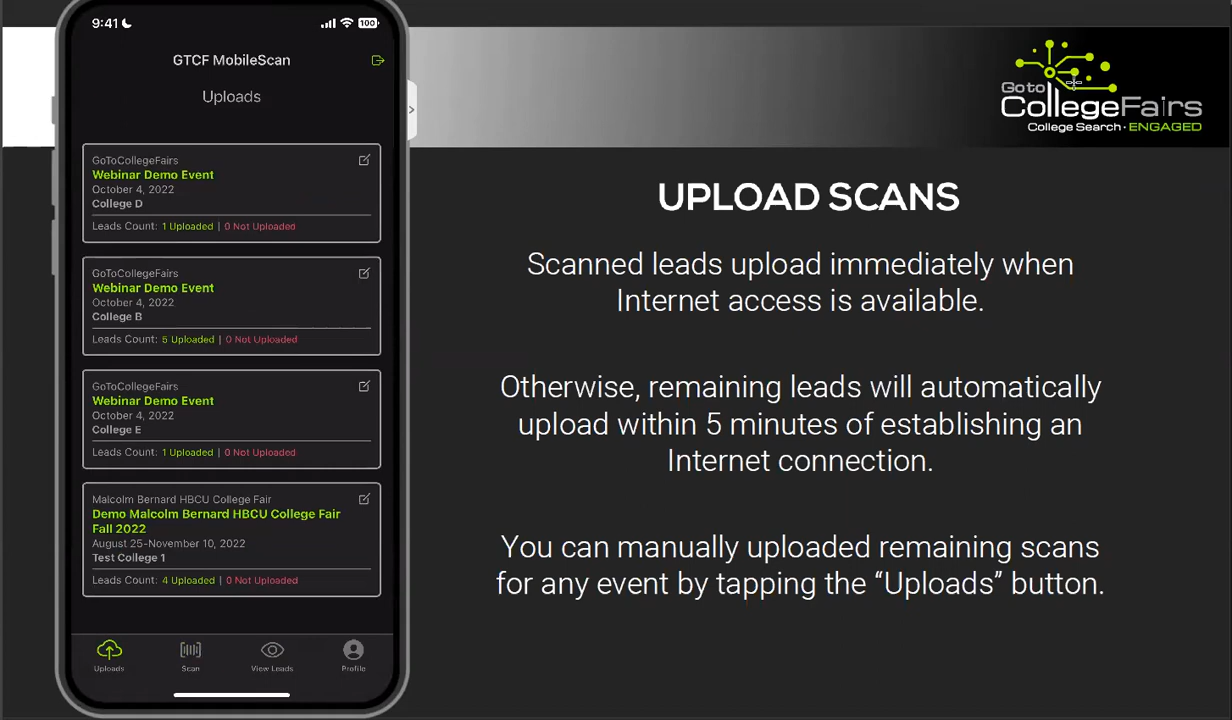 9:41
100
GTCF MobileScan
Uploads
GoToCollegeFairs
Webinar Demo Event
October 4, 2022
College D
Leads Count: 1 Uploaded | 0 Not Uploaded
GoToCollegeFairs
Webinar Demo Event
October 4, 2022
College B
Leads Count: 5 Uploaded | 0 Not Uploaded
GoToCollegeFairs
Webinar Demo Event
October 4, 2022
College E
Leads Count: 1 Uploaded | 0 Not Uploaded
Malcolm Bernard HBCU College Fair
Demo Malcolm Bernard HBCU College Fair
Fall 2022
August 25-November 10, 2022
Test College 1
Leads Count: 4 Uploaded | 0 Not Uploaded
Uploads Scan View Leads Profile
Go to
CollegeFairs
College Search · ENGAGED
UPLOAD SCANS
Scanned leads upload immediately when
Internet access is available.
Otherwise, remaining leads will automatically
upload within 5 minutes of establishing an
Internet connection.
You can manually uploaded remaining scans
for any event by tapping the “Uploads” button.